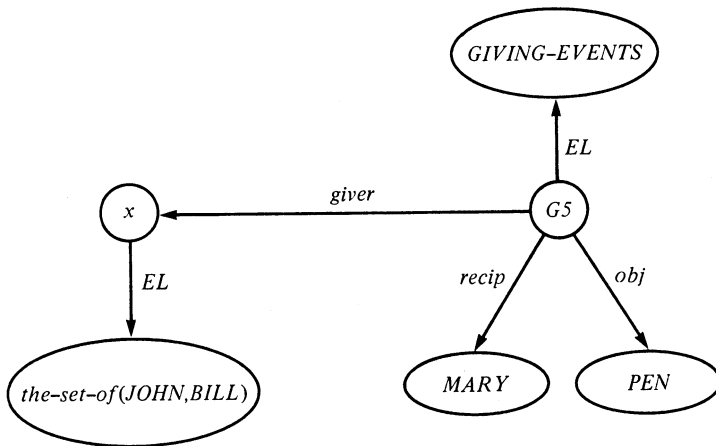 GIVING–EVENTS
EL
giver
x
G5
EL
recip
obj
the–set–of(JOHN,BILL)
MARY
PEN